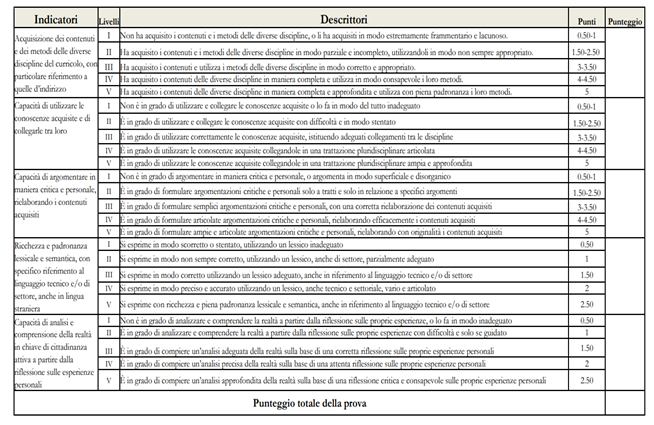 Indicatori Livelli Descrittori Punti Punteggio
Acquisizione dei contenuti e dei metodi delle diverse discipline del curricolo, con particolare riferimento a quelle d'indirizzo
I Non ha acquisito i contenuti e i metodi delle diverse discipline, o li ha acquisiti in modo estremamente frammentario e lacunoso. 0.50-1
II Ha acquisito i contenuti e i metodi delle diverse discipline in modo parziale e incompleto, utilizzandoli in modo non sempre appropriato. 1.50-2.50
III Ha acquisito i contenuti e utilizza i metodi delle diverse discipline in modo corretto e appropriato. 3-3.50
IV Ha acquisito i contenuti delle diverse discipline in maniera completa e utilizza in modo consapevole i loro metodi. 4-4.50
V Ha acquisito i contenuti delle diverse discipline in maniera completa e approfondita e utilizza con piena padronanza i loro metodi. 5
Capacità di utilizzare le conoscenze acquisite e di collegarle tra loro
I Non è in grado di utilizzare e collegare le conoscenze acquisite o lo fa in modo del tutto inadeguato 0.50-1
II È in grado di utilizzare e collegare le conoscenze acquisite con difficoltà e in modo stentato 1.50-2.50
III È in grado di utilizzare correttamente le conoscenze acquisite, istituendo adeguati collegamenti tra le discipline 3-3.50
IV È in grado di utilizzare le conoscenze acquisite collegandole in una trattazione pluridisciplinare articolata 4-4.50
V È in grado di utilizzare le conoscenze acquisite collegandole in una trattazione pluridisciplinare ampia e approfondita 5
Capacità di argomentare in maniera critica e personale, rielaborando i contenuti acquisiti
I Non è in grado di argomentare in maniera critica e personale, o argomenta in modo superficiale e disorganico 0.50-1
II È in grado di formulare argomentazioni critiche e personali solo a tratti e solo in relazione a specifici argomenti 1.50-2.50
III È in grado di formulare semplici argomentazioni critiche e personali, con una corretta rielaborazione dei contenuti acquisiti 3-3.50
IV È in grado di formulare articolate argomentazioni critiche e personali, rielaborando efficacemente i contenuti acquisiti 4-4.50
V È in grado di formulare ampie e articolate argomentazioni critiche e personali, rielaborando con originalità i contenuti acquisiti 5
Ricchezza e padronanza lessicale e semantica, con specifico riferimento al linguaggio tecnico e/o di settore, anche in lingua straniera
I Si esprime in modo scorretto o stentato, utilizzando un lessico inadeguato 0.50
II Si esprime in modo non sempre corretto, utilizzando un lessico, anche di settore, parzialmente adeguato 1
III Si esprime in modo corretto utilizzando un lessico adeguato, anche in riferimento al linguaggio tecnico e/o di settore 1.50
IV Si esprime in modo preciso e accurato utilizzando un lessico, anche tecnico e settoriale, vario e articolato 2
V Si esprime con ricchezza e piena padronanza lessicale e semantica, anche in riferimento al linguaggio tecnico e/o di settore 2.50
Capacità di analisi e comprensione della realtà in chiave di cittadinanza attiva a partire dalla riflessione sulle esperienze personali
I Non è in grado di analizzare e comprendere la realtà a partire dalla riflessione sulle proprie esperienze, o lo fa in modo inadeguato 0.50
II È in grado di analizzare e comprendere la realtà a partire dalla riflessione sulle proprie esperienze con difficoltà e solo se guidato 1
III È in grado di compiere un'analisi adeguata della realtà sulla base di una corretta riflessione sulle proprie esperienze personali 1.50
IV È in grado di compiere un'analisi precisa della realtà sulla base di una attenta riflessione sulle proprie esperienze personali 2
V È in grado di compiere un'analisi approfondita della realtà sulla base di una riflessione critica e consapevole sulle proprie esperienze personali 2.50
Punteggio totale della prova